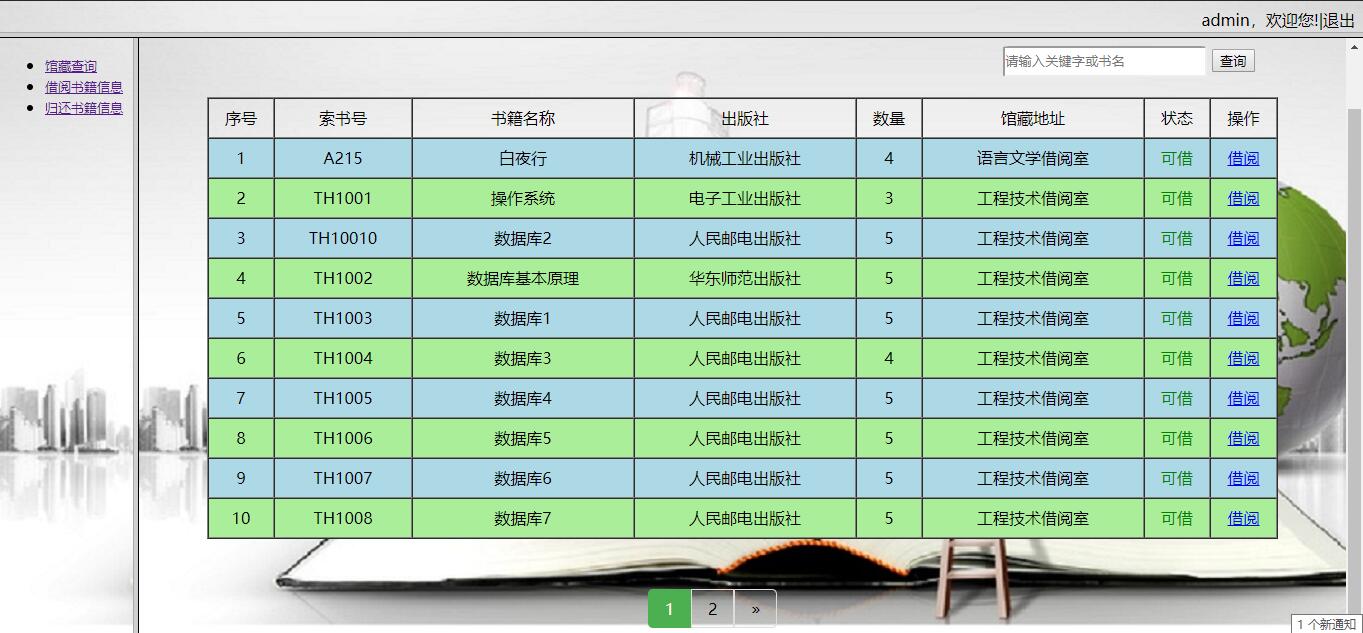 admin，欢迎您!|退出
馆藏查询
借阅书籍信息
归还书籍信息
请输入关键字或书名 查询
序号 索书号 书籍名称 出版社 数量 馆藏地址 状态 操作
1 A215 白夜行 机械工业出版社 4 语言文学借阅室 可借 借阅
2 TH1001 操作系统 电子工业出版社 3 工程技术借阅室 可借 借阅
3 TH10010 数据库2 人民邮电出版社 5 工程技术借阅室 可借 借阅
4 TH1002 数据库基本原理 华东师范出版社 5 工程技术借阅室 可借 借阅
5 TH1003 数据库1 人民邮电出版社 5 工程技术借阅室 可借 借阅
6 TH1004 数据库3 人民邮电出版社 4 工程技术借阅室 可借 借阅
7 TH1005 数据库4 人民邮电出版社 5 工程技术借阅室 可借 借阅
8 TH1006 数据库5 人民邮电出版社 5 工程技术借阅室 可借 借阅
9 TH1007 数据库6 人民邮电出版社 5 工程技术借阅室 可借 借阅
10 TH1008 数据库7 人民邮电出版社 5 工程技术借阅室 可借 借阅
1 2 »
1 个新通知